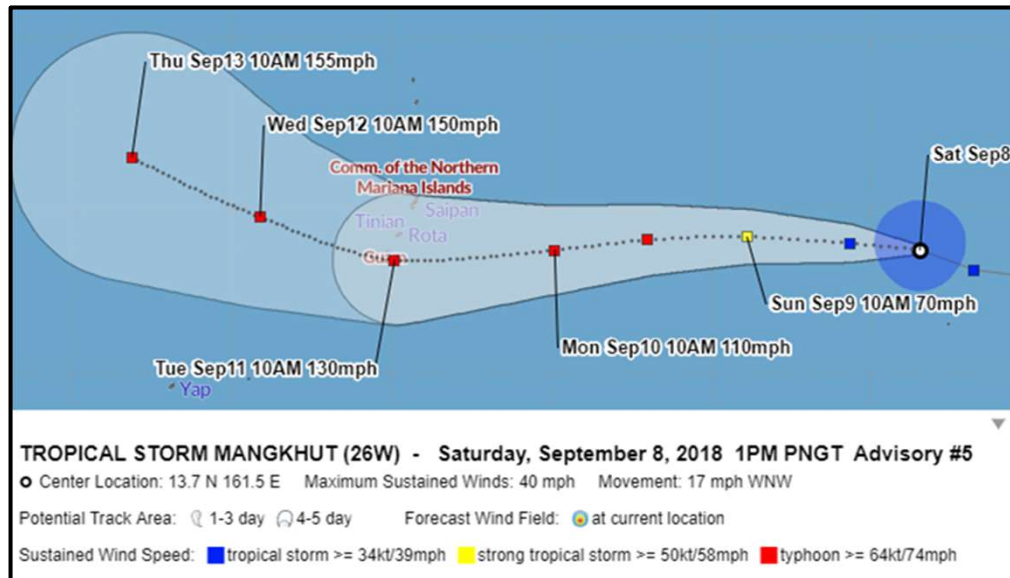 Thu Sep13 10AM 155mph
Wed Sep12 10AM 150mph
Sat Sep8
Comm. of the Northern
Mariana Islands
Saipan
Tinian
Rota
Guam
Sun Sep9 10AM 70mph
Mon Sep10 10AM 110mph
Tue Sep11 10AM 130mph
Yap
TROPICAL STORM MANGKHUT (26W) - Saturday, September 8, 2018 1PM PNGT Advisory #5
Center Location: 13.7 N 161.5 E Maximum Sustained Winds: 40 mph Movement: 17 mph WNW
Potential Track Area: 1-3 day 4-5 day Forecast Wind Field: at current location
Sustained Wind Speed: tropical storm >= 34kt/39mph strong tropical storm >= 50kt/58mph typhoon >= 64kt/74mph